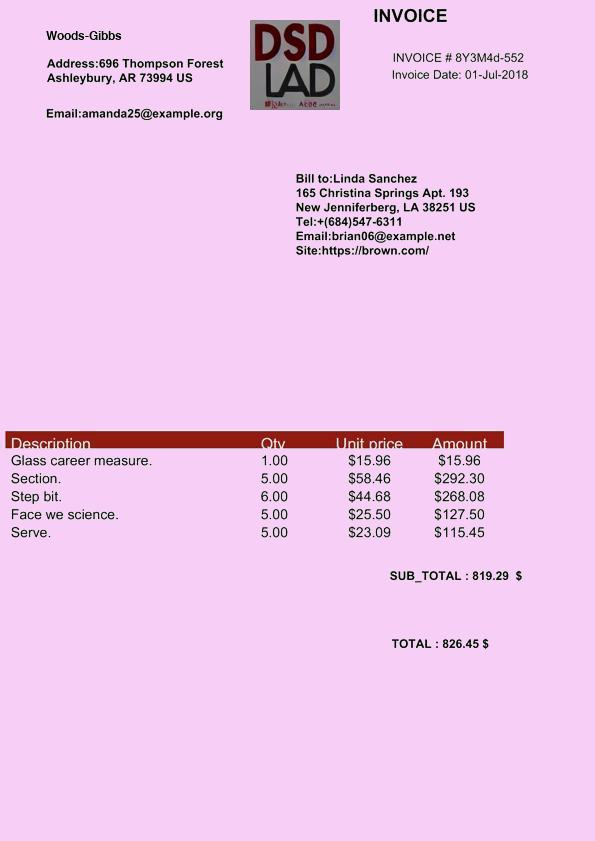 INVOICE
Woods-Gibbs
DSD
LAD
INVOICE # 8Y3M4d-552
Address:696 Thompson Forest
Invoice Date: 01-Jul-2018
Ashleybury, AR 73994 US
Email:amanda25@example.org
Bill to:Linda Sanchez
165 Christina Springs Apt. 193
New Jenniferberg, LA 38251 US
Tel:+(684)547-6311
Email:brian06@example.net
Site:https://brown.com/
Description Qty Unit price Amount
Glass career measure. 1.00 $15.96 $15.96
Section. 5.00 $58.46 $292.30
Step bit. 6.00 $44.68 $268.08
Face we science. 5.00 $25.50 $127.50
Serve. 5.00 $23.09 $115.45
SUB_TOTAL : 819.29 $
TOTAL : 826.45 $